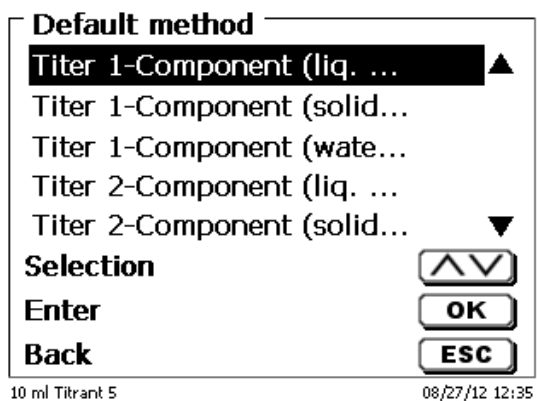 Default method
Titer 1-Component (liq. ...
Titer 1-Component (solid...
Titer 1-Component (wate...
Titer 2-Component (liq. ...
Titer 2-Component (solid...
Selection
Enter OK
Back ESC
10 ml Titrant 5 08/27/12 12:35